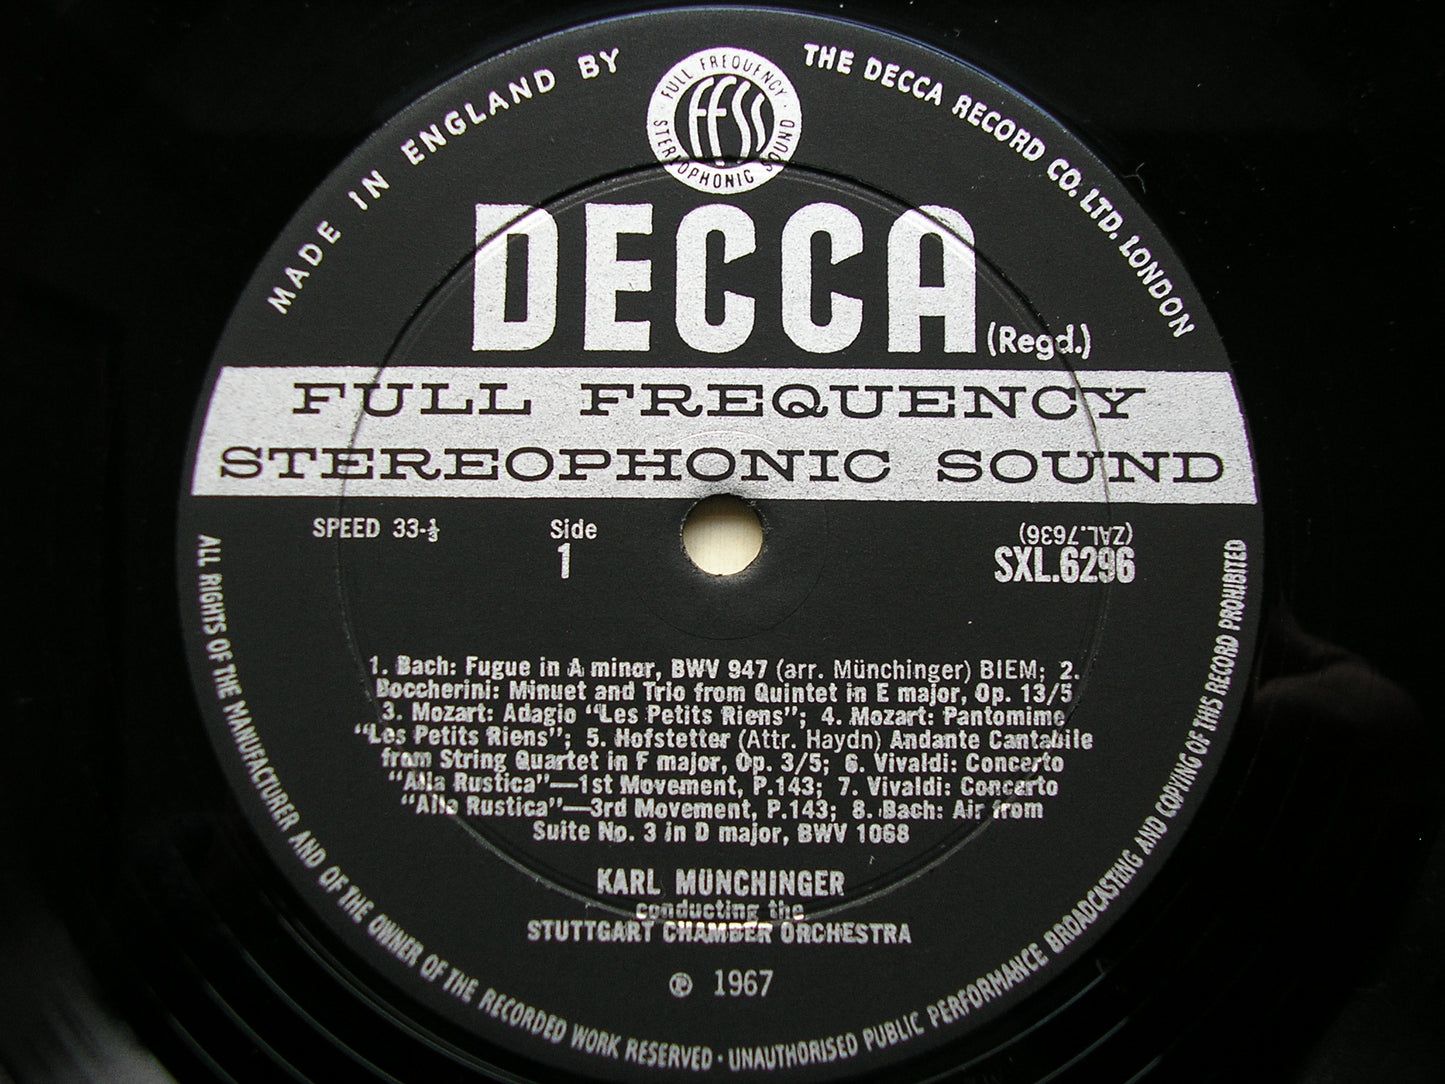 MADE IN ENGLAND BY
THE DECCA RECORD CO. LTD. LONDON
FULL FREQUENCY
ffss
STEREOPHONIC SOUND
DECCA (Regd.)
FULL FREQUENCY
STEREOPHONIC SOUND
SPEED 33-⅓
Side
1
(ZAL.7636)
SXL.6296
1. Bach: Fugue in A minor, BWV 947 (arr. Münchinger) BIEM; 2.
Boccherini: Minuet and Trio from Quintet in E major, Op. 13/5
3. Mozart: Adagio "Les Petits Riens"; 4. Mozart: Pantomime
"Les Petits Riens"; 5. Hofstetter (Attr. Haydn) Andante Cantabile
from String Quartet in F major, Op. 3/5; 6. Vivaldi: Concerto
"Alla Rustica"—1st Movement, P.143; 7. Vivaldi: Concerto
"Alla Rustica"—3rd Movement, P.143; 8. Bach: Air from
Suite No. 3 in D major, BWV 1068
KARL MÜNCHINGER
conducting the
STUTTGART CHAMBER ORCHESTRA
℗ 1967
ALL RIGHTS OF THE MANUFACTURER AND OF THE OWNER OF THE RECORDED WORK RESERVED · UNAUTHORISED PUBLIC PERFORMANCE BROADCASTING AND COPYING OF THIS RECORD PROHIBITED